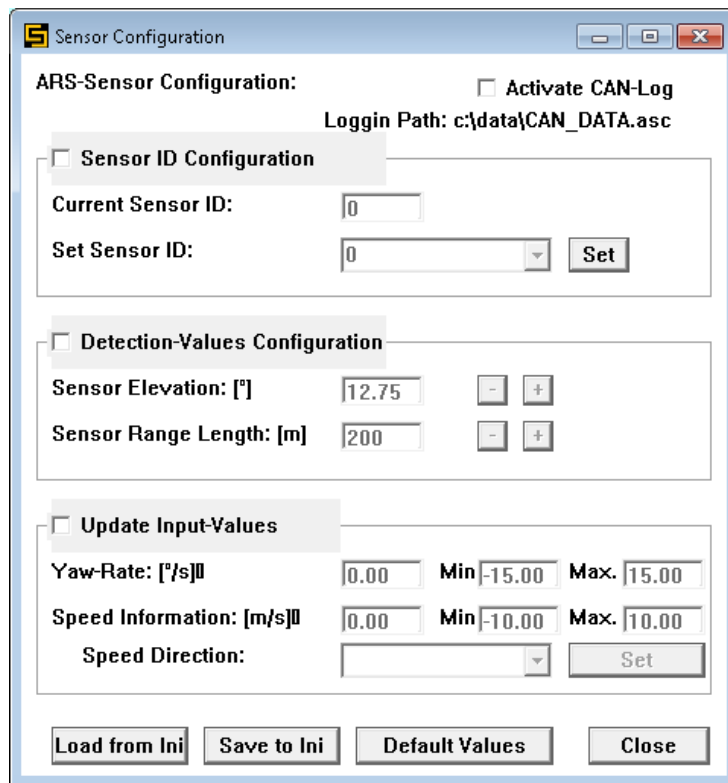 Sensor Configuration
ARS-Sensor Configuration:
Activate CAN-Log
Loggin Path: c:\data\CAN_DATA.asc
Sensor ID Configuration
Current Sensor ID: 0
Set Sensor ID: 0 Set
Detection-Values Configuration
Sensor Elevation: [°] 12.75 - +
Sensor Range Length: [m] 200 - +
Update Input-Values
Yaw-Rate: [°/s]▯ 0.00 Min -15.00 Max. 15.00
Speed Information: [m/s]▯ 0.00 Min -10.00 Max. 10.00
Speed Direction: Set
Load from Ini Save to Ini Default Values Close